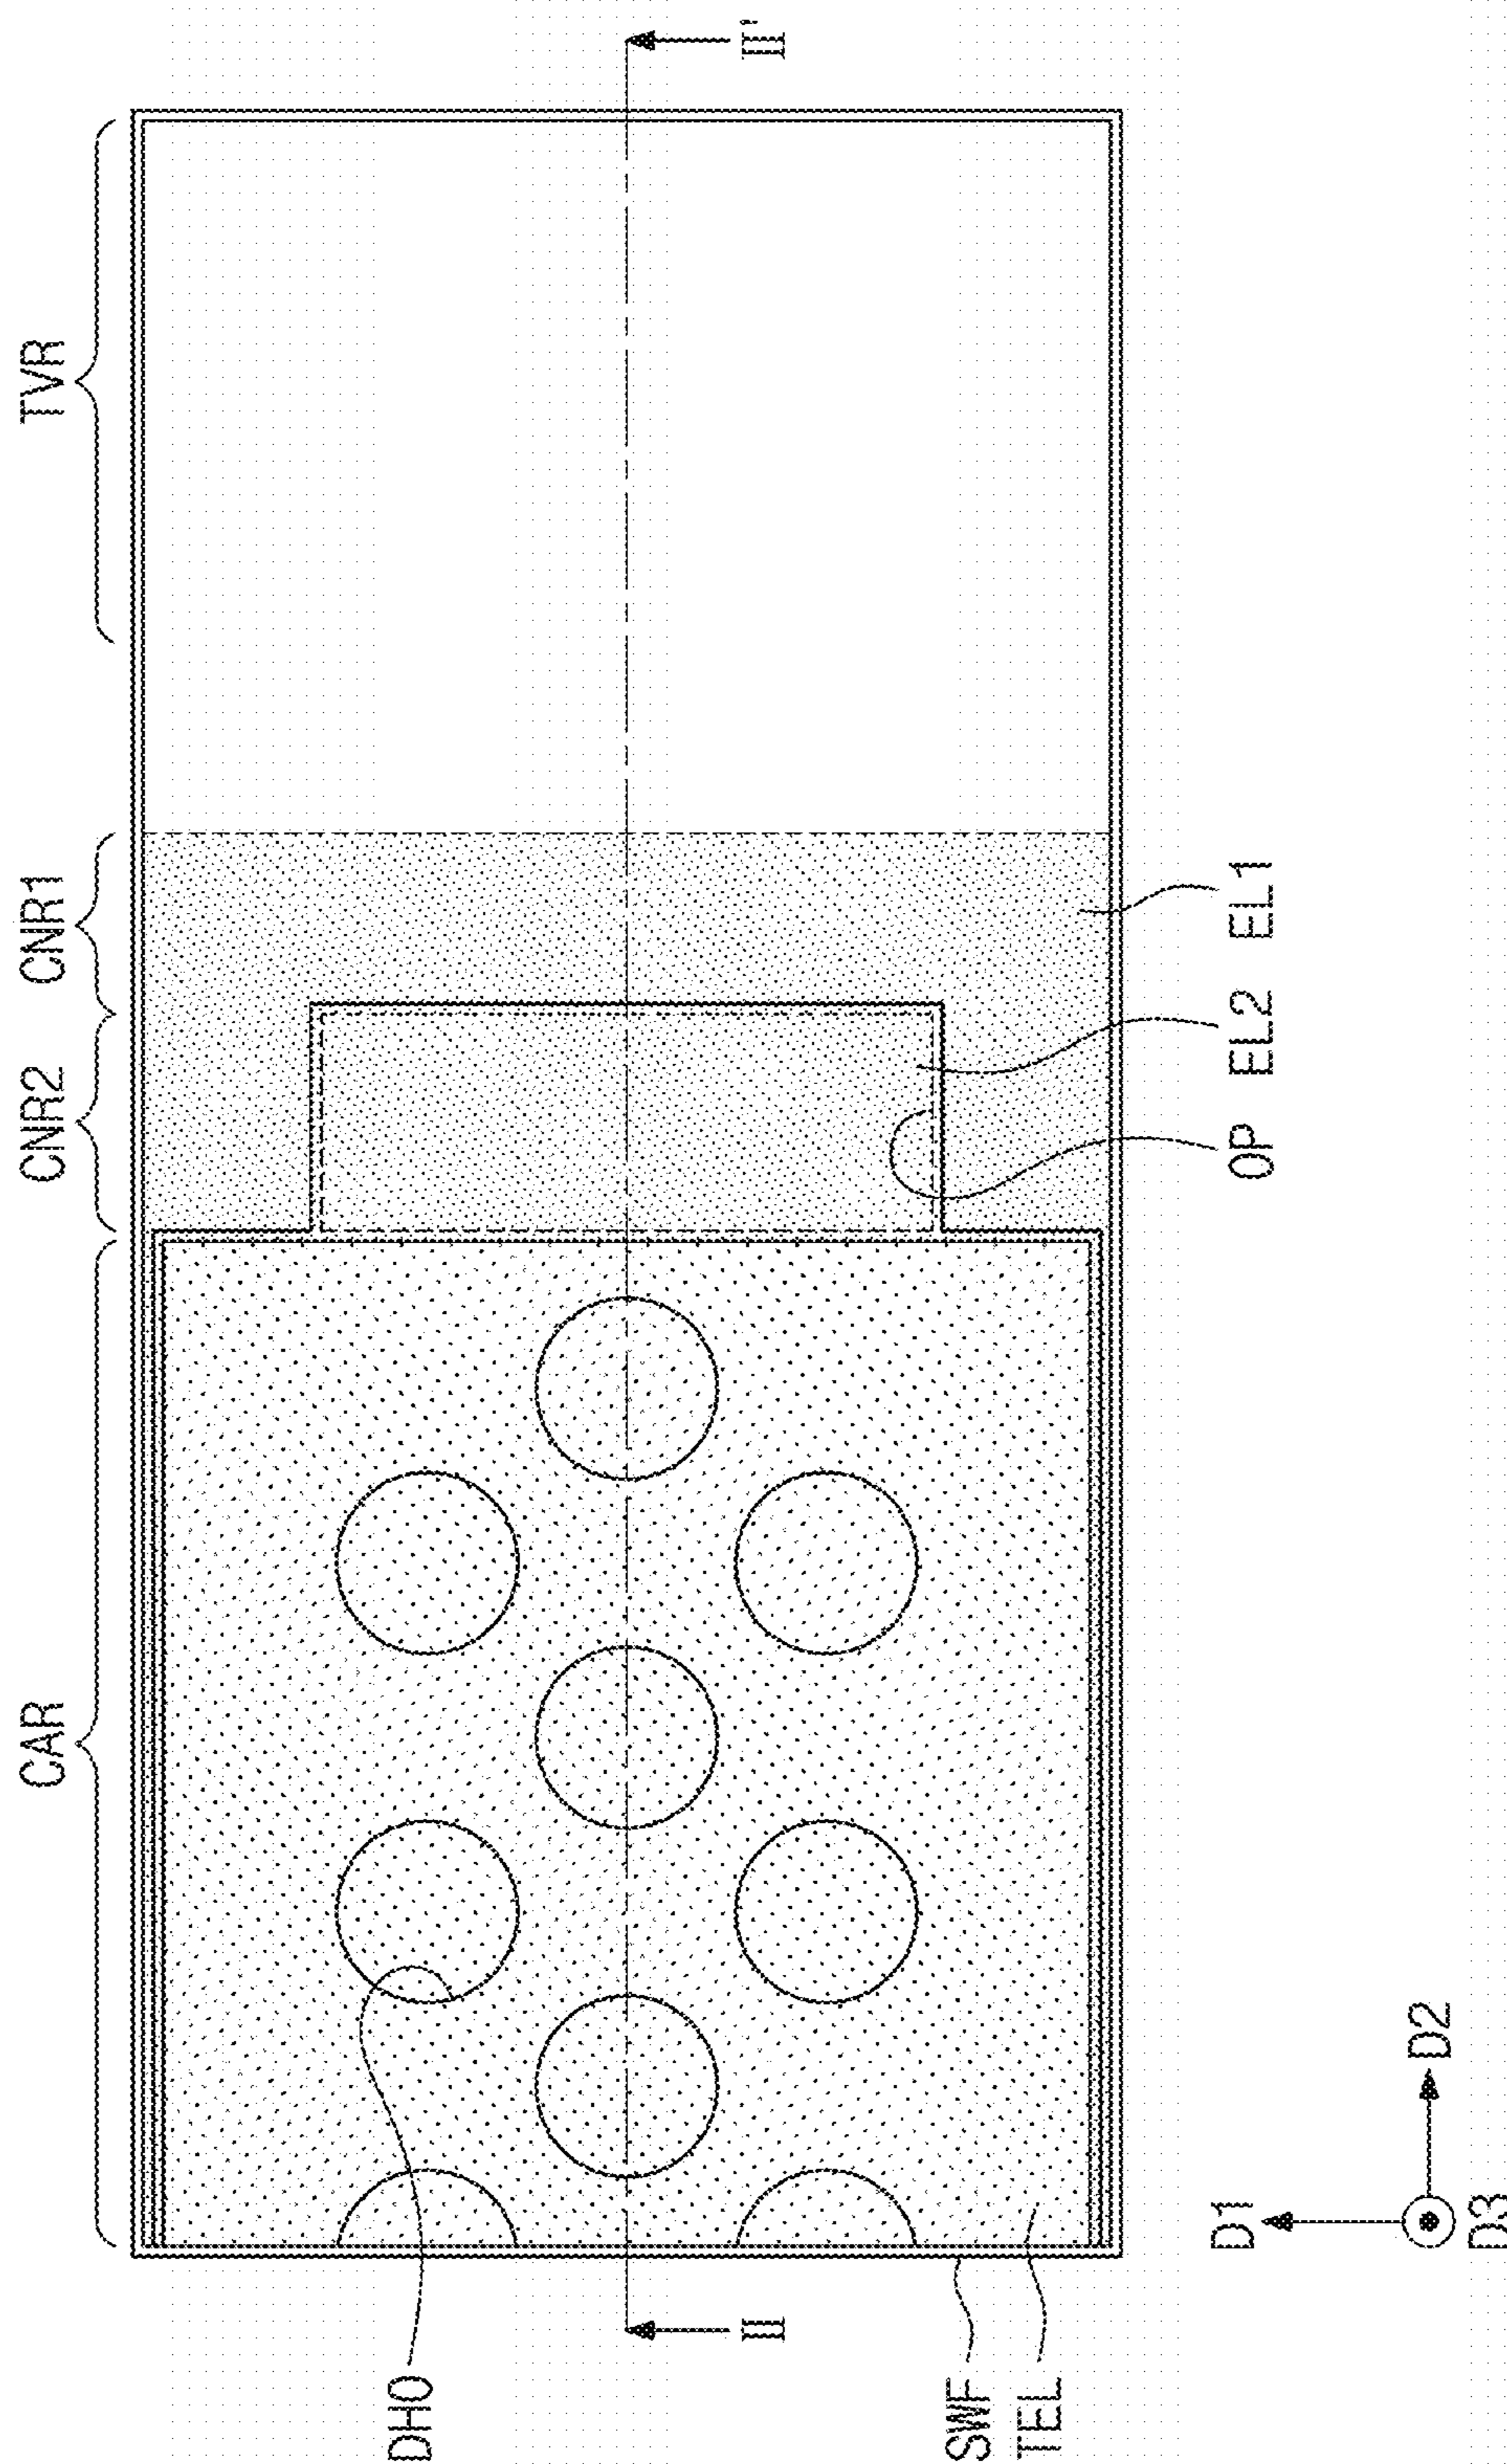 CAR
CNR2
CNR1
TVR
DHO
II
II'
SWF
TEL
OP
EL2
EL1
D1
D2
D3